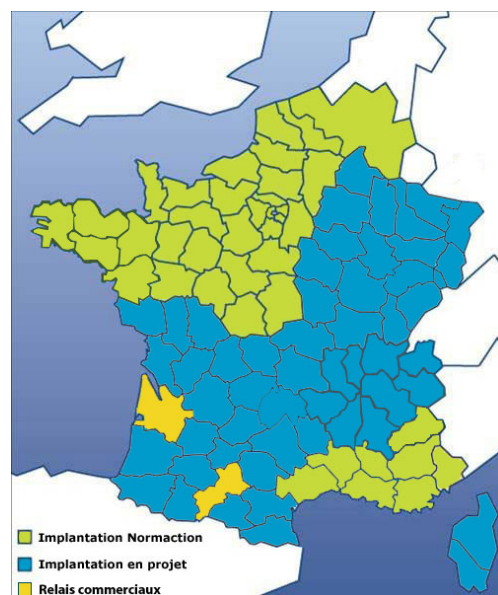 Implantation Normaction
Implantation en projet
Relais commerciaux